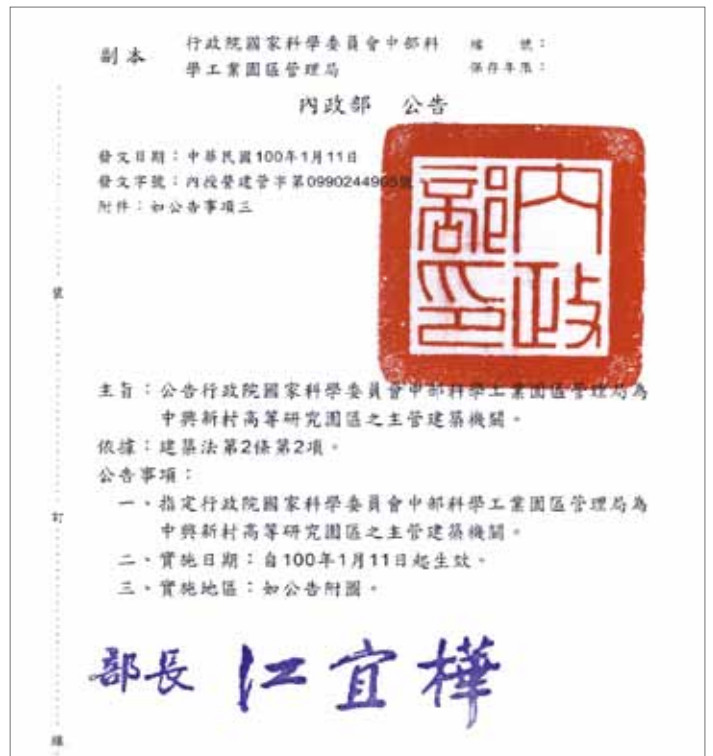 副本
行政院國家科學委員會中部科
學工業園區管理局
編 號：
保存年限：
內政部 公告
發文日期：中華民國100年1月11日
發文字號：內授營建管字第0990244965號
附件：如公告事項三
內政部印
主旨：公告行政院國家科學委員會中部科學工業園區管理局為
中興新村高等研究園區之主管建築機關。
依據：建築法第2條第2項。
公告事項：
一、指定行政院國家科學委員會中部科學工業園區管理局為
中興新村高等研究園區之主管建築機關。
二、實施日期：自100年1月11日起生效。
三、實施地區：如公告附圖。
部長 江宜樺
訂
線